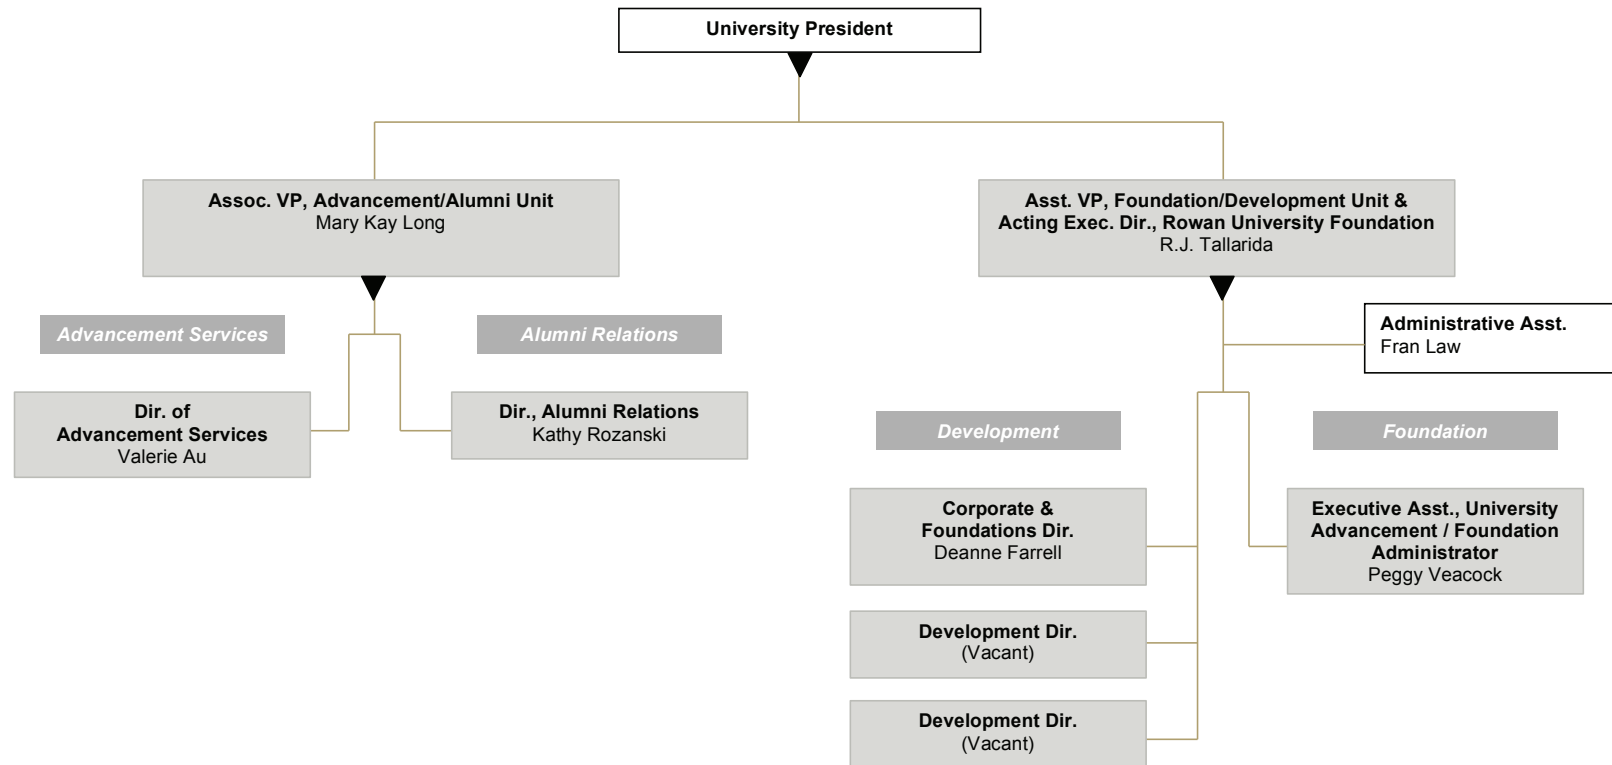 University President
Assoc. VP, Advancement/Alumni Unit
Mary Kay Long
Asst. VP, Foundation/Development Unit &
Acting Exec. Dir., Rowan University Foundation
R.J. Tallarida
Advancement Services
Alumni Relations
Administrative Asst.
Fran Law
Dir. of
Advancement Services
Valerie Au
Dir., Alumni Relations
Kathy Rozanski
Development
Foundation
Corporate &
Foundations Dir.
Deanne Farrell
Executive Asst., University
Advancement / Foundation
Administrator
Peggy Veacock
Development Dir.
(Vacant)
Development Dir.
(Vacant)